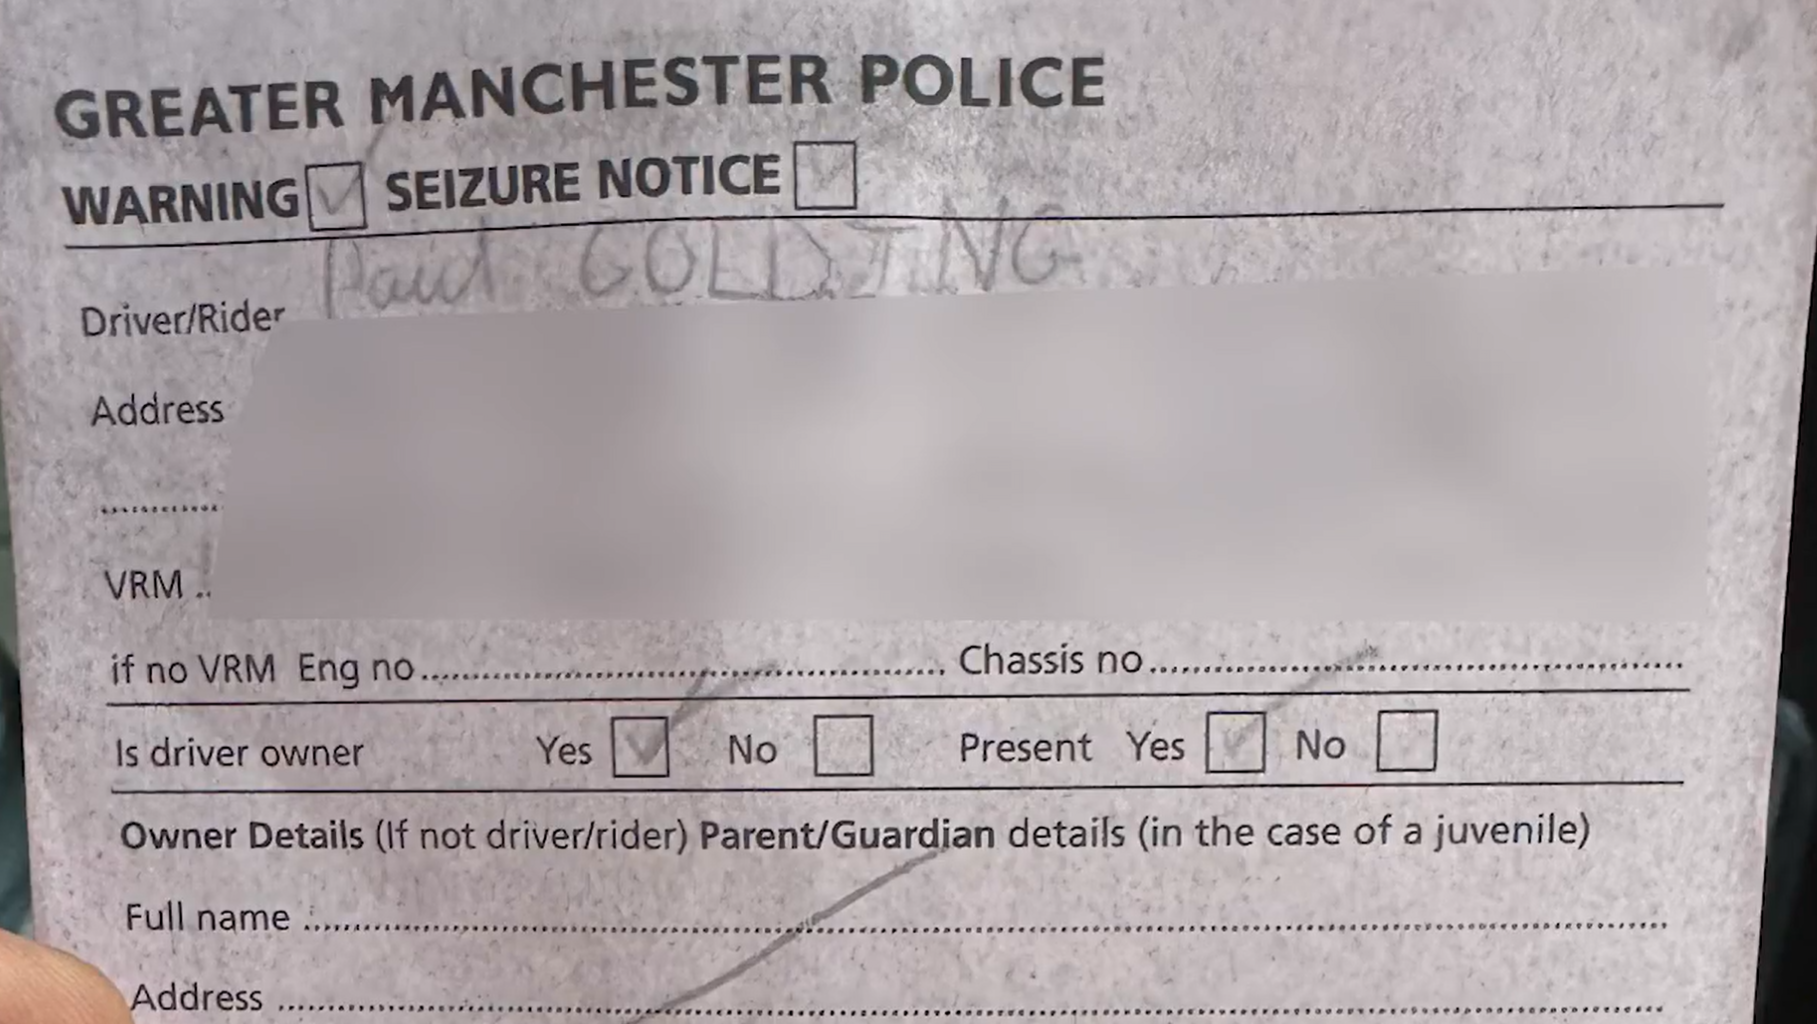 GREATER MANCHESTER POLICE
WARNING SEIZURE NOTICE
Paul GOLDING
Driver/Rider
Address
VRM ..
if no VRM Eng no.................... Chassis no....................
Is driver owner Yes No Present Yes No
Owner Details (If not driver/rider) Parent/Guardian details (in the case of a juvenile)
Full name ....................
Address ....................